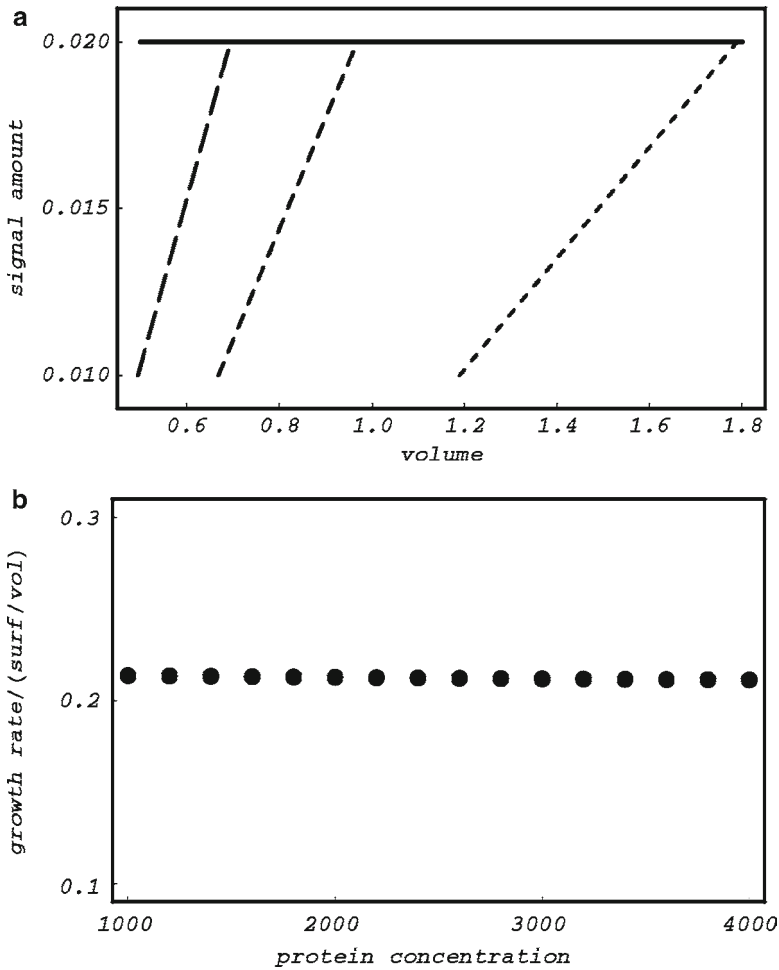 a
0.020
0.015
0.010
signal amount
0.6 0.8 1.0 1.2 1.4 1.6 1.8
volume
b
0.3
0.2
0.1
growth rate/(surf/vol)
1000 2000 3000 4000
protein concentration